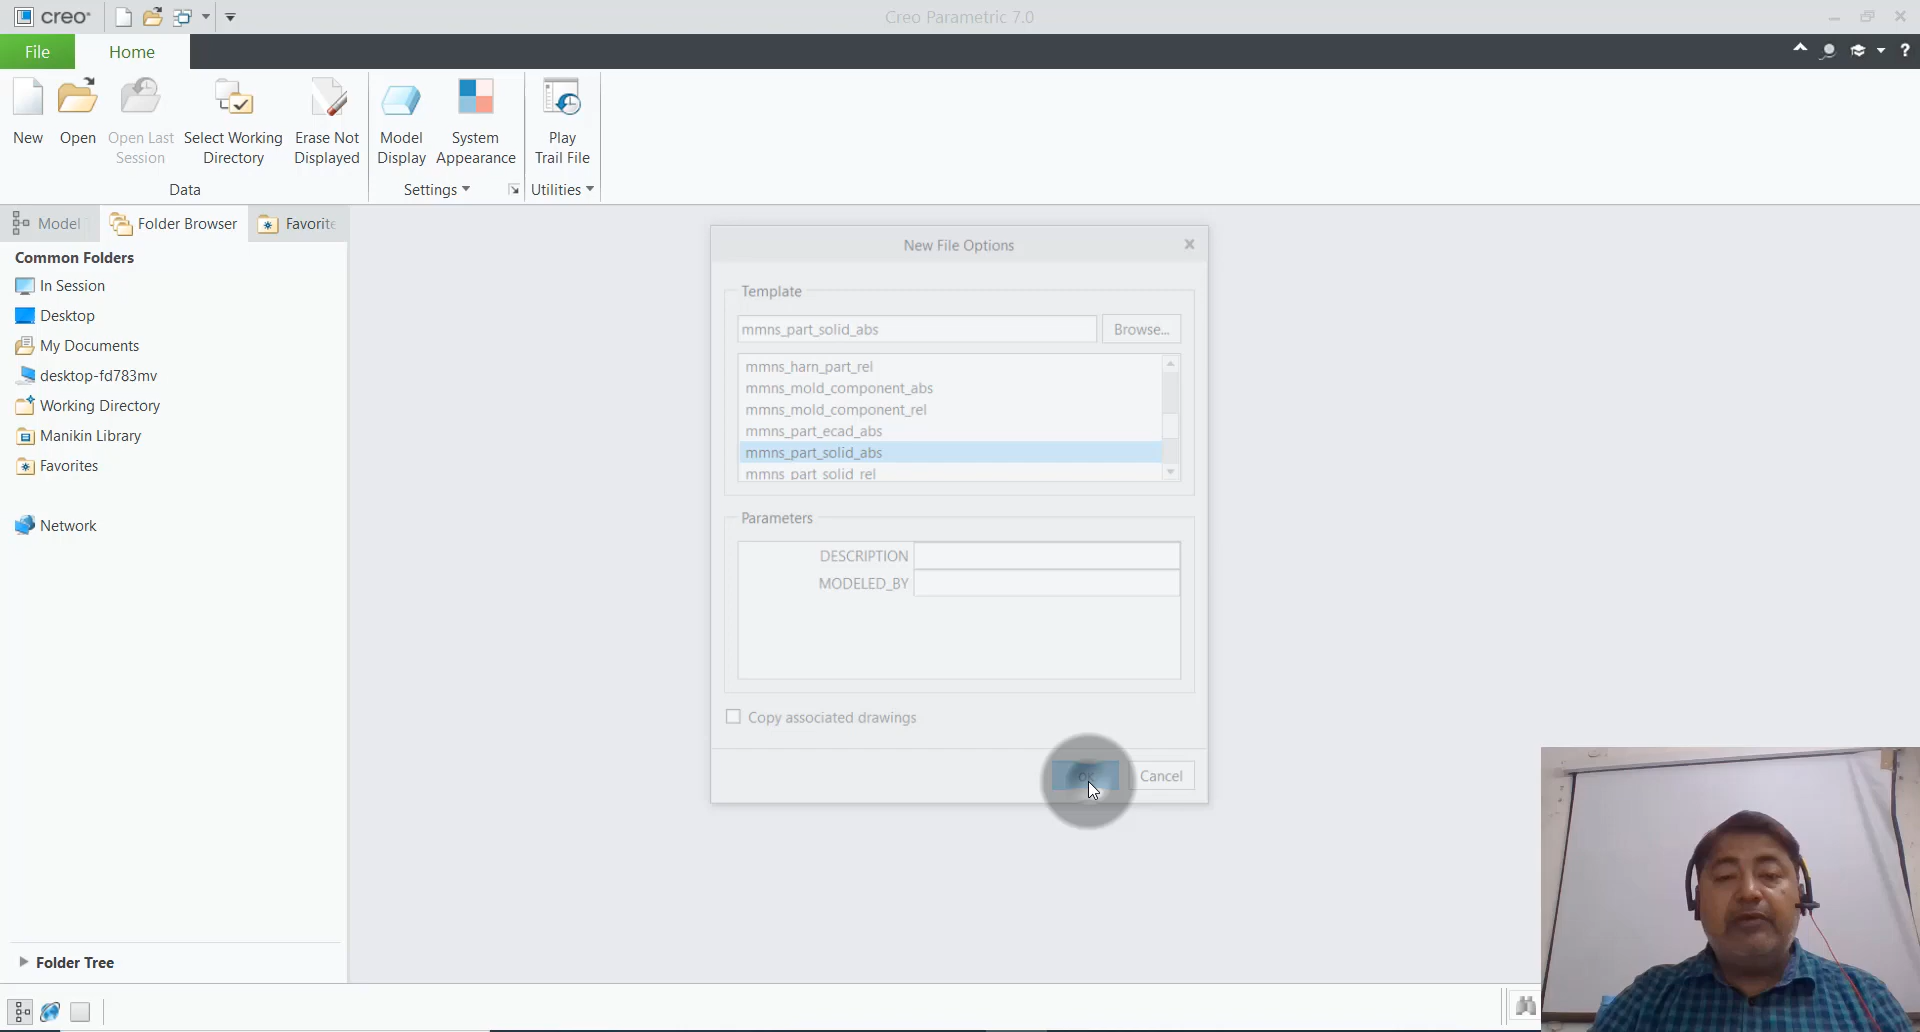 creo
Creo Parametric 7.0
File
Home
?
New
Open
Open Last
Session
Select Working
Directory
Erase Not
Displayed
Model
Display
System
Appearance
Play
Trail File
Data
Settings
Utilities
Model
Folder Browser
Favorite
Common Folders
In Session
Desktop
My Documents
desktop-fd783mv
Working Directory
Manikin Library
Favorites
Network
Folder Tree
New File Options
Template
mmns_part_solid_abs
Browse...
mmns_harn_part_rel
mmns_mold_component_abs
mmns_mold_component_rel
mmns_part_ecad_abs
mmns_part_solid_abs
mmns_part_solid_rel
Parameters
DESCRIPTION
MODELED_BY
Copy associated drawings
OK
Cancel